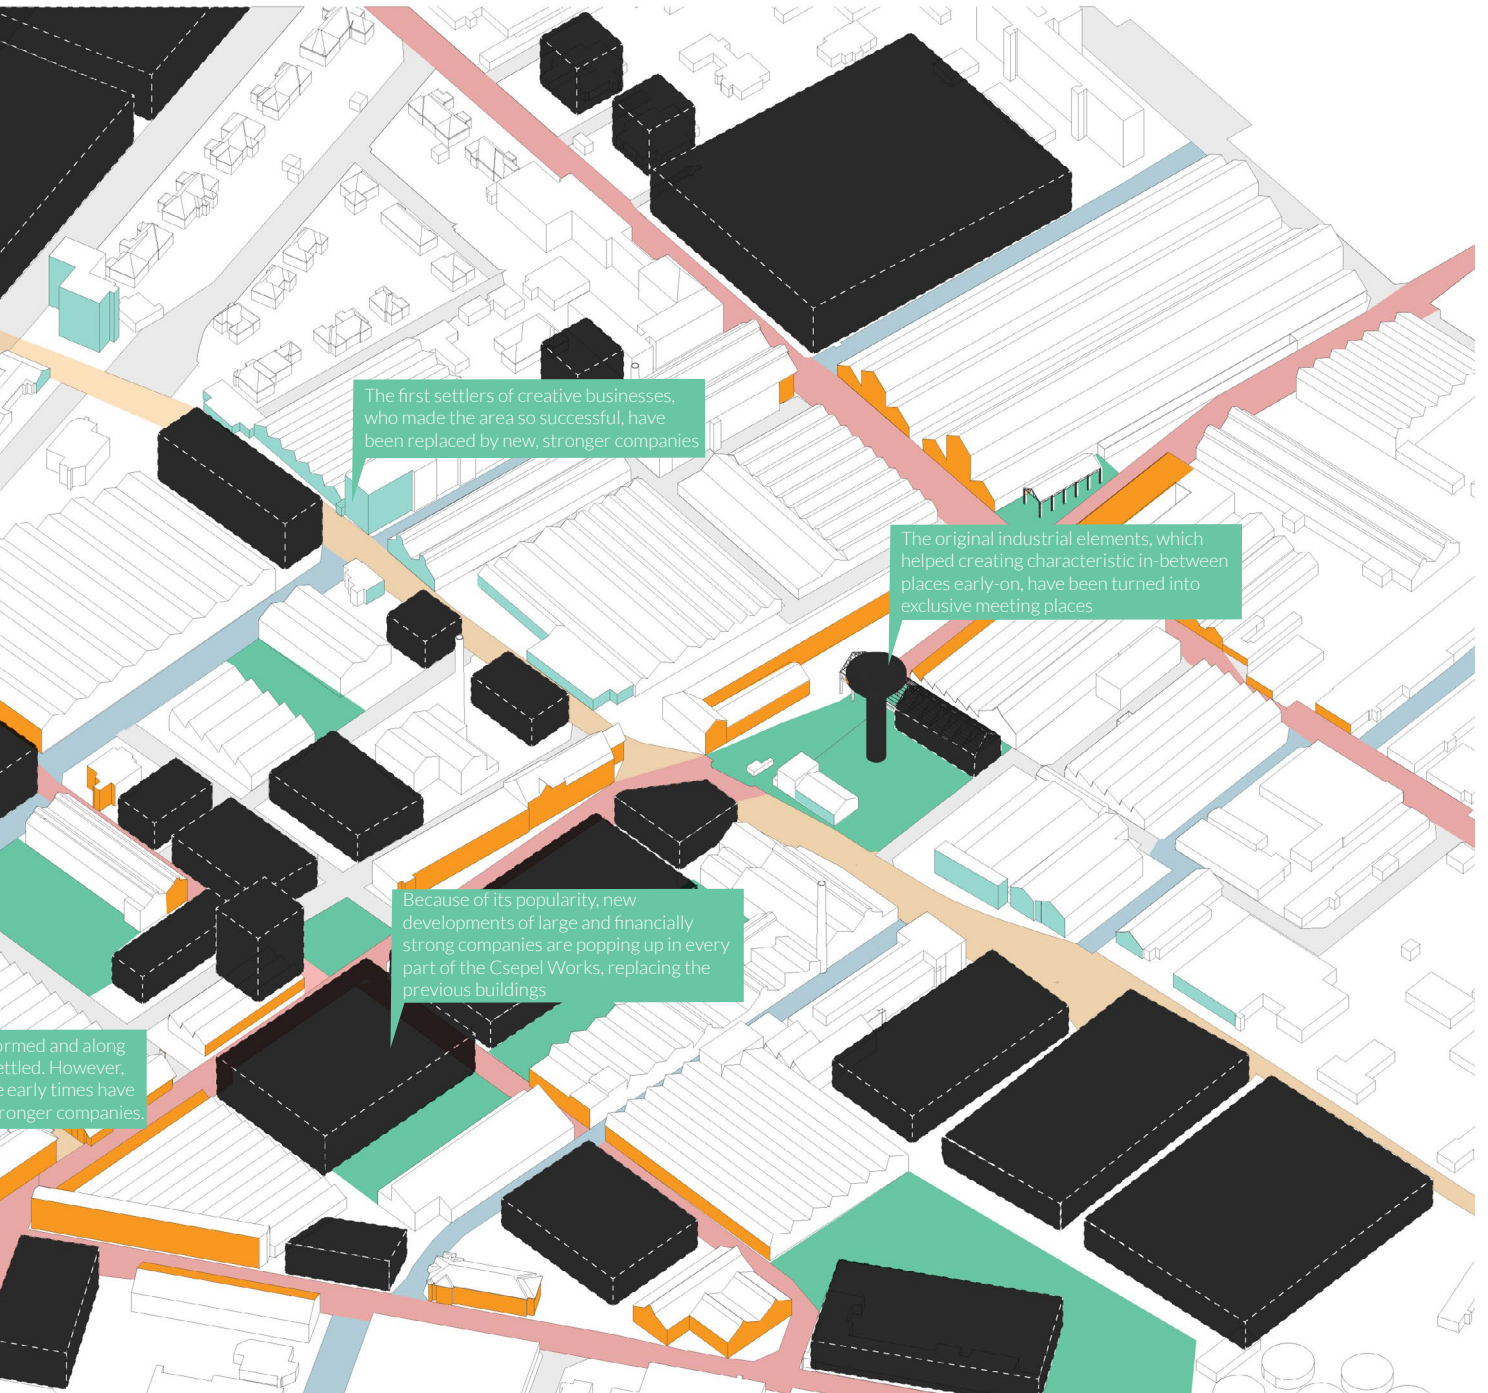 The first settlers of creative businesses,
who made the area so successful, have
been replaced by new, stronger companies
The original industrial elements, which
helped creating characteristic in-between
places early-on, have been turned into
exclusive meeting places
Because of its popularity, new
developments of large and financially
strong companies are popping up in every
part of the Csepel Works, replacing the
previous buildings
and along
However,
early times have
companies.